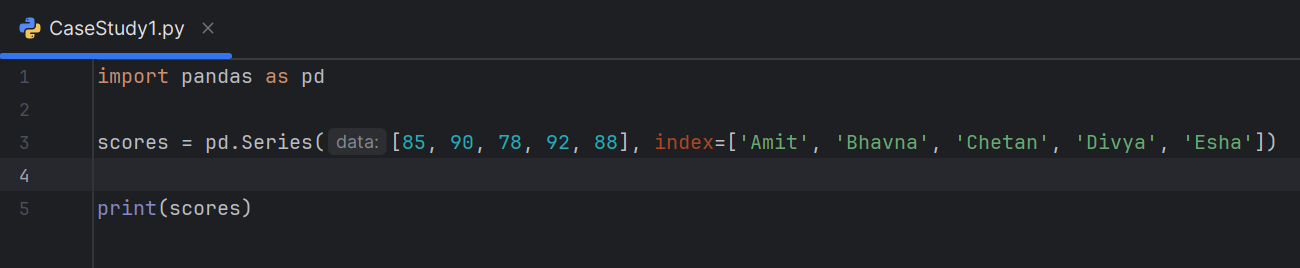 CaseStudy1.py ×
1 import pandas as pd
2
3 scores = pd.Series( data: [85, 90, 78, 92, 88], index=['Amit', 'Bhavna', 'Chetan', 'Divya', 'Esha'])
4
5 print(scores)